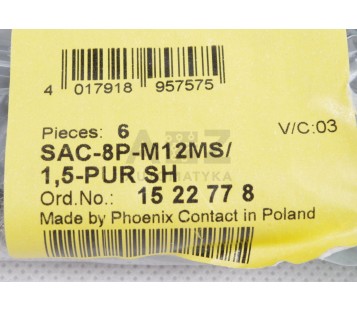 4 017918 957575
Pieces: 6 V/C:03
SAC-8P-M12MS/
1,5-PUR SH
Ord.No.: 15 22 77 8
Made by Phoenix Contact in Poland